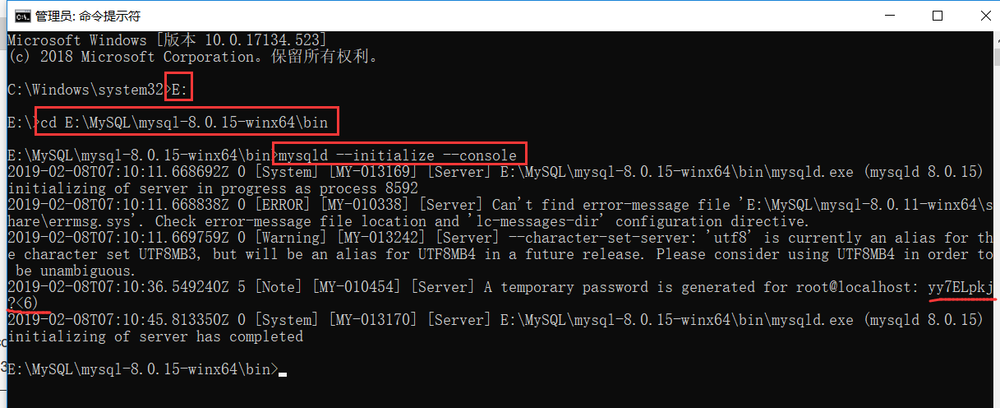 管理员: 命令提示符
Microsoft Windows [版本 10.0.17134.523]
(c) 2018 Microsoft Corporation。保留所有权利。
C:\Windows\system32>E:
E:\>cd E:\MySQL\mysql-8.0.15-winx64\bin
E:\MySQL\mysql-8.0.15-winx64\bin>mysqld --initialize --console
2019-02-08T07:10:11.668692Z 0 [System] [MY-013169] [Server] E:\MySQL\mysql-8.0.15-winx64\bin\mysqld.exe (mysqld 8.0.15)
initializing of server in progress as process 8592
2019-02-08T07:10:11.668838Z 0 [ERROR] [MY-010338] [Server] Can't find error-message file 'E:\MySQL\mysql-8.0.11-winx64\s
hare\errmsg.sys'. Check error-message file location and 'lc-messages-dir' configuration directive.
2019-02-08T07:10:11.669759Z 0 [Warning] [MY-013242] [Server] --character-set-server: 'utf8' is currently an alias for th
e character set UTF8MB3, but will be an alias for UTF8MB4 in a future release. Please consider using UTF8MB4 in order to
be unambiguous.
2019-02-08T07:10:36.549240Z 5 [Note] [MY-010454] [Server] A temporary password is generated for root@localhost: yy7ELpkj
?<6)
2019-02-08T07:10:45.813350Z 0 [System] [MY-013170] [Server] E:\MySQL\mysql-8.0.15-winx64\bin\mysqld.exe (mysqld 8.0.15)
initializing of server has completed
E:\MySQL\mysql-8.0.15-winx64\bin>